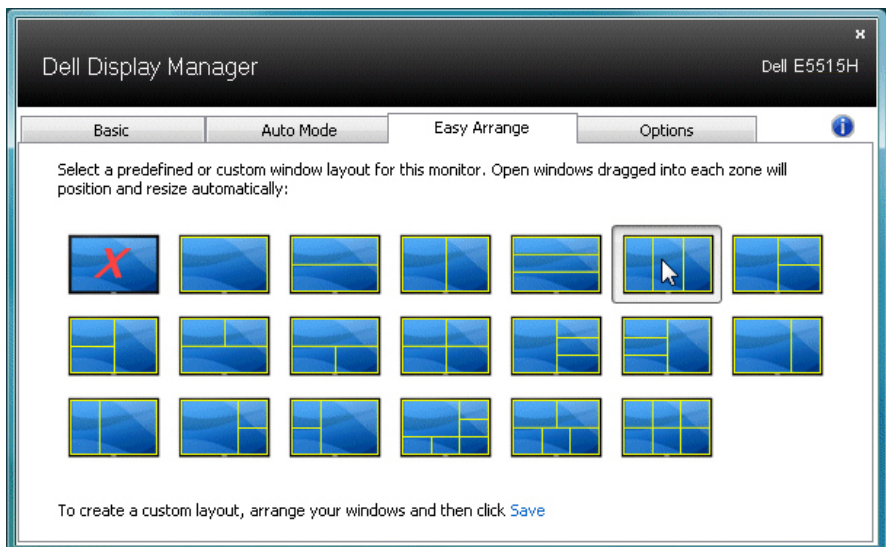 x
Dell Display Manager
Dell E5515H
Basic
Auto Mode
Easy Arrange
Options
i
Select a predefined or custom window layout for this monitor. Open windows dragged into each zone will
position and resize automatically:
X
To create a custom layout, arrange your windows and then click Save